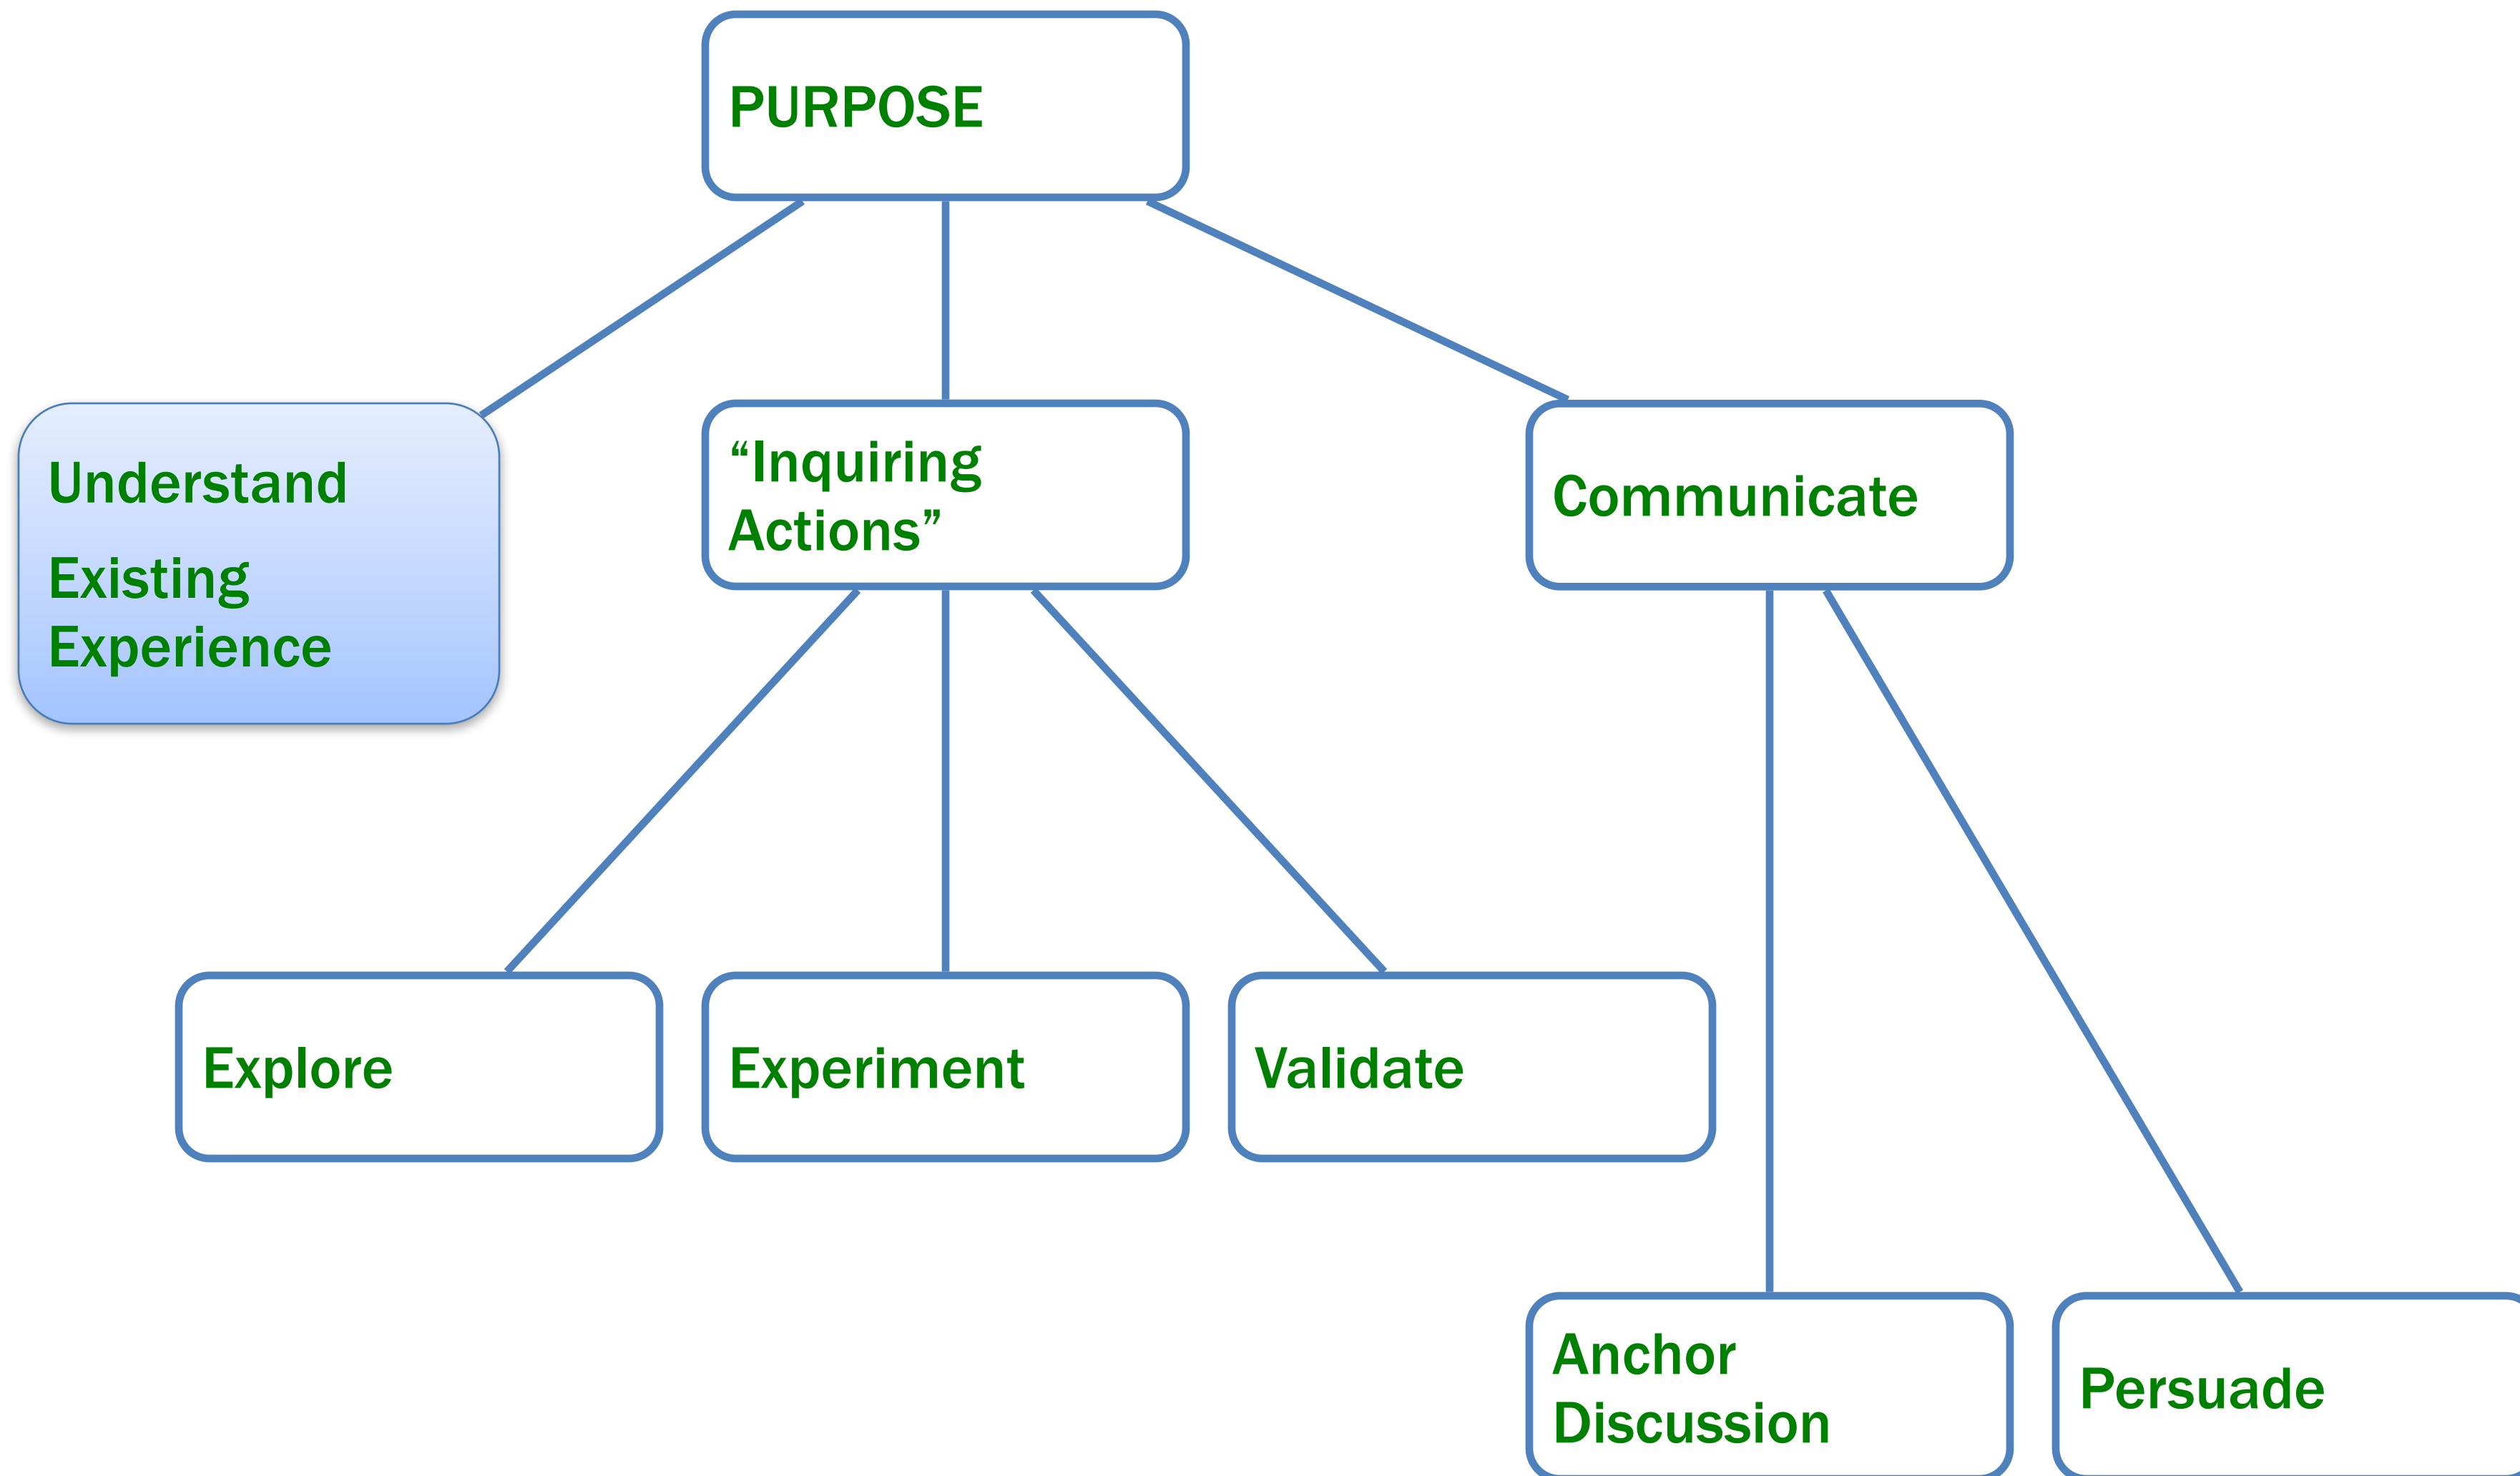 PURPOSE
Understand
Existing
Experience
“Inquiring
Actions”
Communicate
Explore
Experiment
Validate
Anchor
Discussion
Persuade